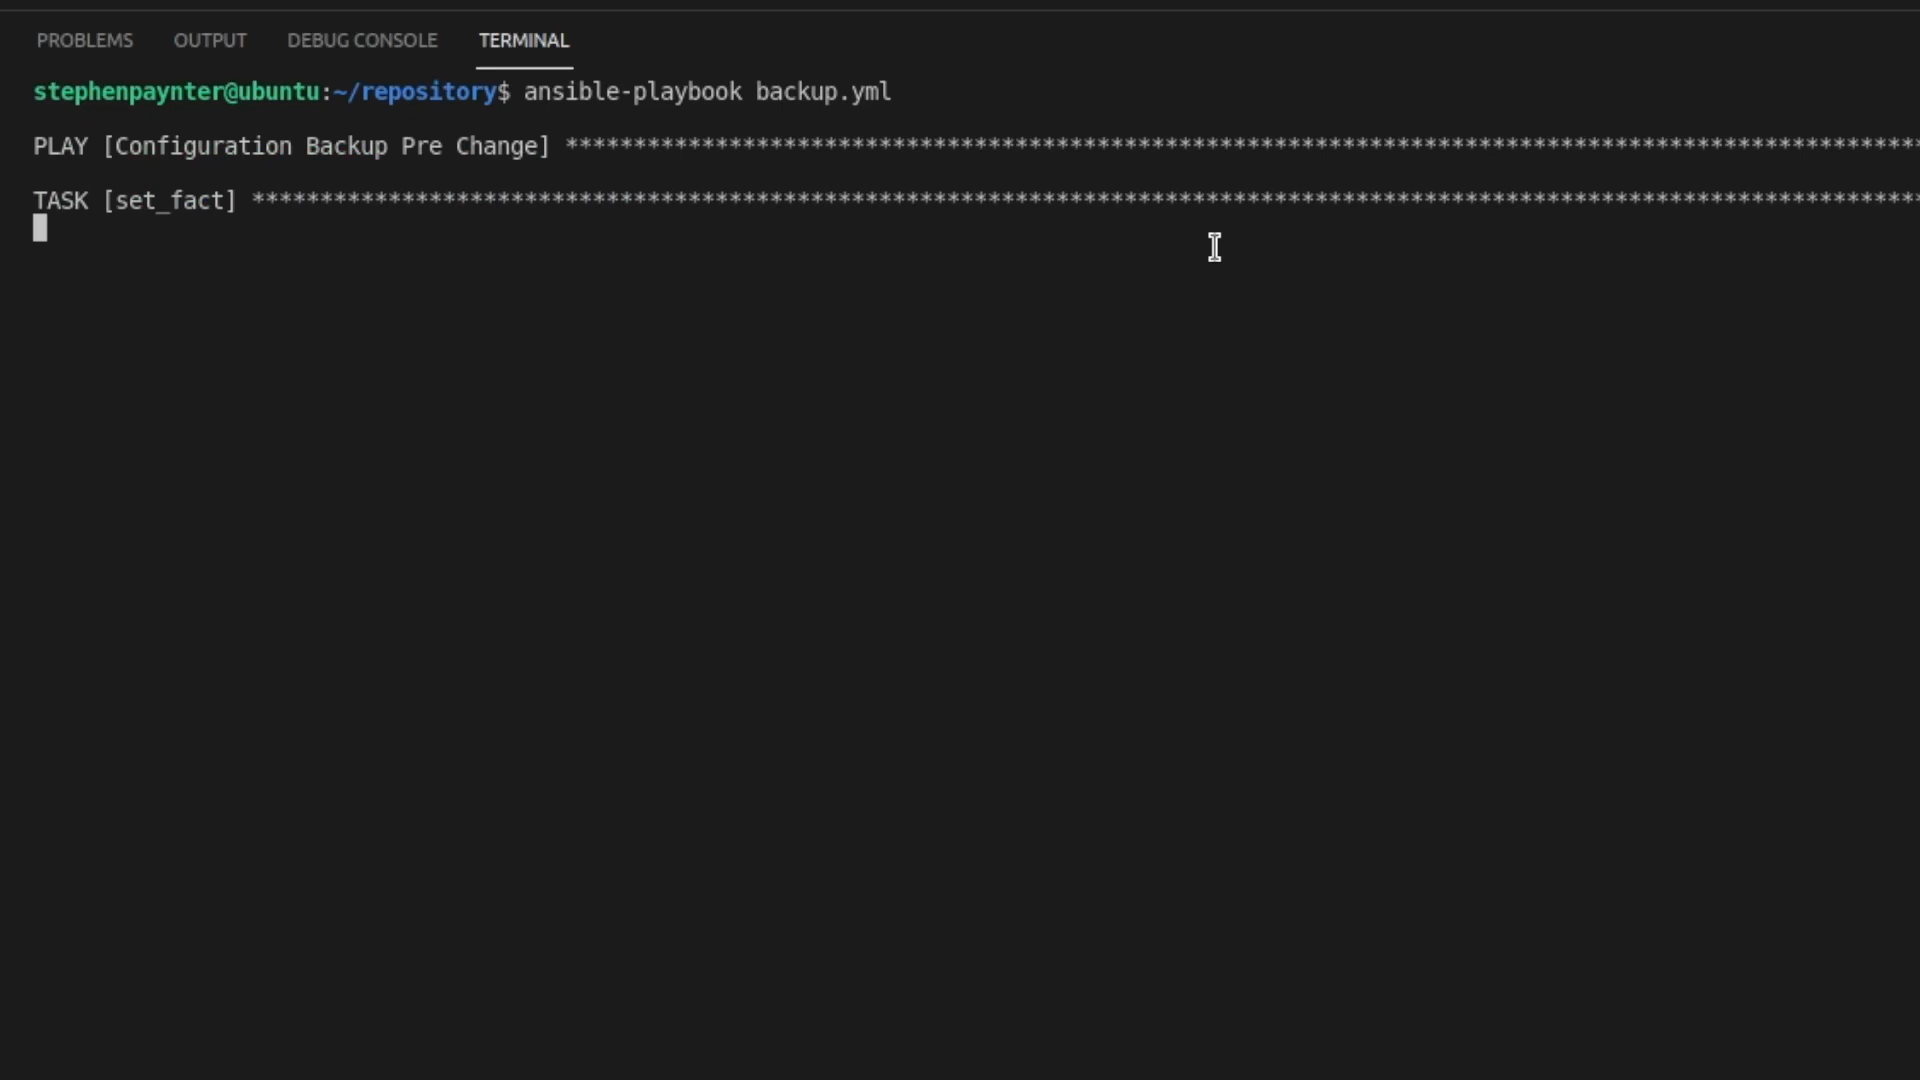 PROBLEMS OUTPUT DEBUG CONSOLE TERMINAL
stephenpaynter@ubuntu:~/repository$ ansible-playbook backup.yml
PLAY [Configuration Backup Pre Change] ****************************************************************************************************
TASK [set_fact] ***************************************************************************************************************************